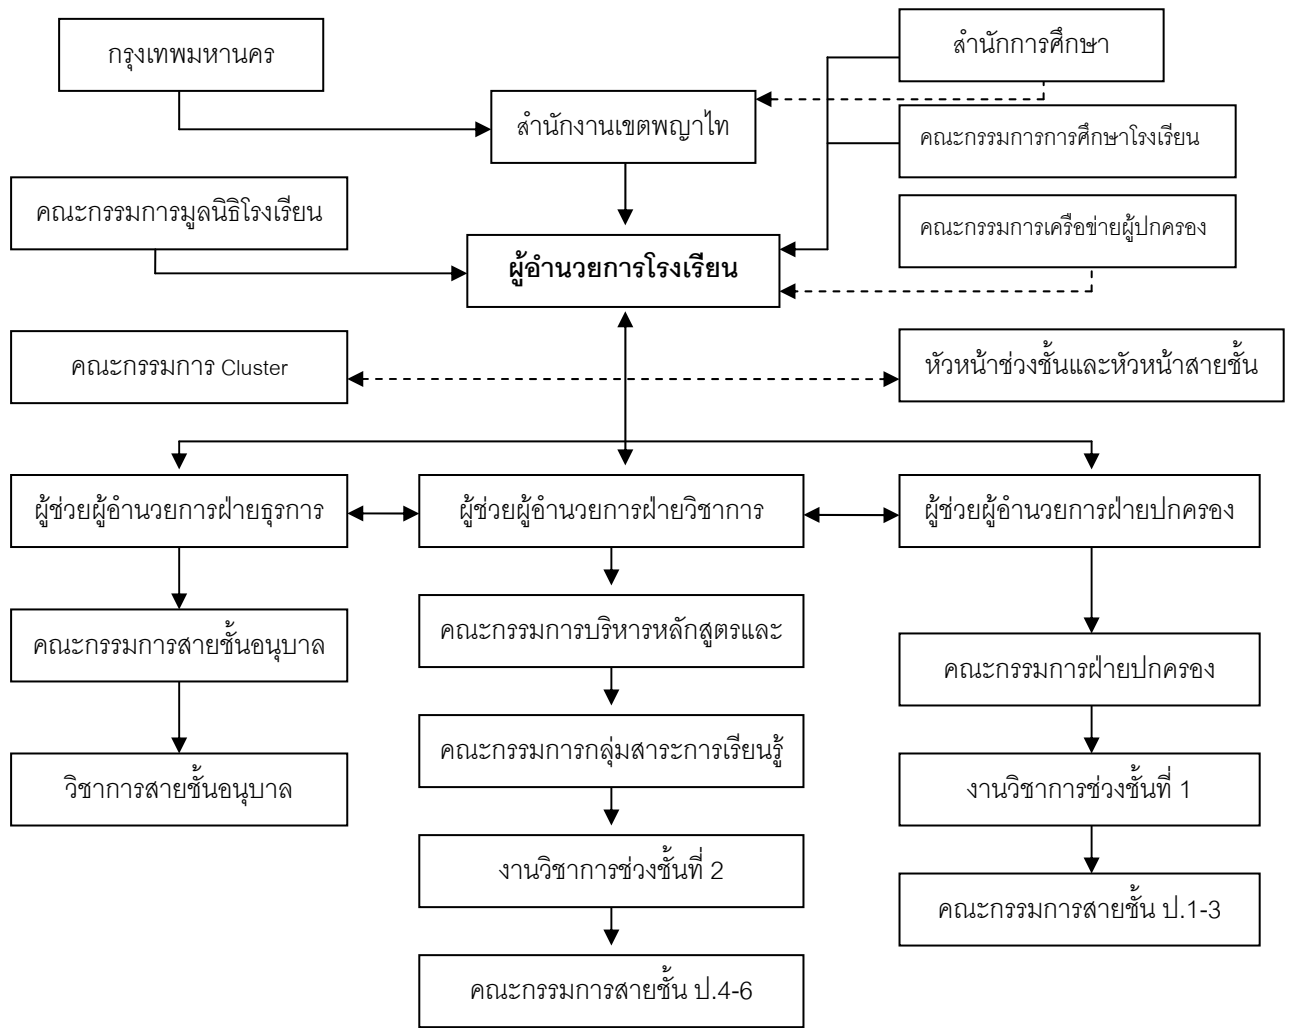 กรุงเทพมหานคร
สำนักการศึกษา
สำนักงานเขตพญาไท
คณะกรรมการการศึกษาโรงเรียน
คณะกรรมการมูลนิธิโรงเรียน
คณะกรรมการเครือข่ายผู้ปกครอง
ผู้อำนวยการโรงเรียน
คณะกรรมการ Cluster
หัวหน้าช่วงชั้นและหัวหน้าสายชั้น
ผู้ช่วยผู้อำนวยการฝ่ายธุรการ
ผู้ช่วยผู้อำนวยการฝ่ายวิชาการ
ผู้ช่วยผู้อำนวยการฝ่ายปกครอง
คณะกรรมการสายชั้นอนุบาล
คณะกรรมการบริหารหลักสูตรและ
คณะกรรมการฝ่ายปกครอง
วิชาการสายชั้นอนุบาล
คณะกรรมการกลุ่มสาระการเรียนรู้
งานวิชาการช่วงชั้นที่ 1
งานวิชาการช่วงชั้นที่ 2
คณะกรรมการสายชั้น ป.1-3
คณะกรรมการสายชั้น ป.4-6